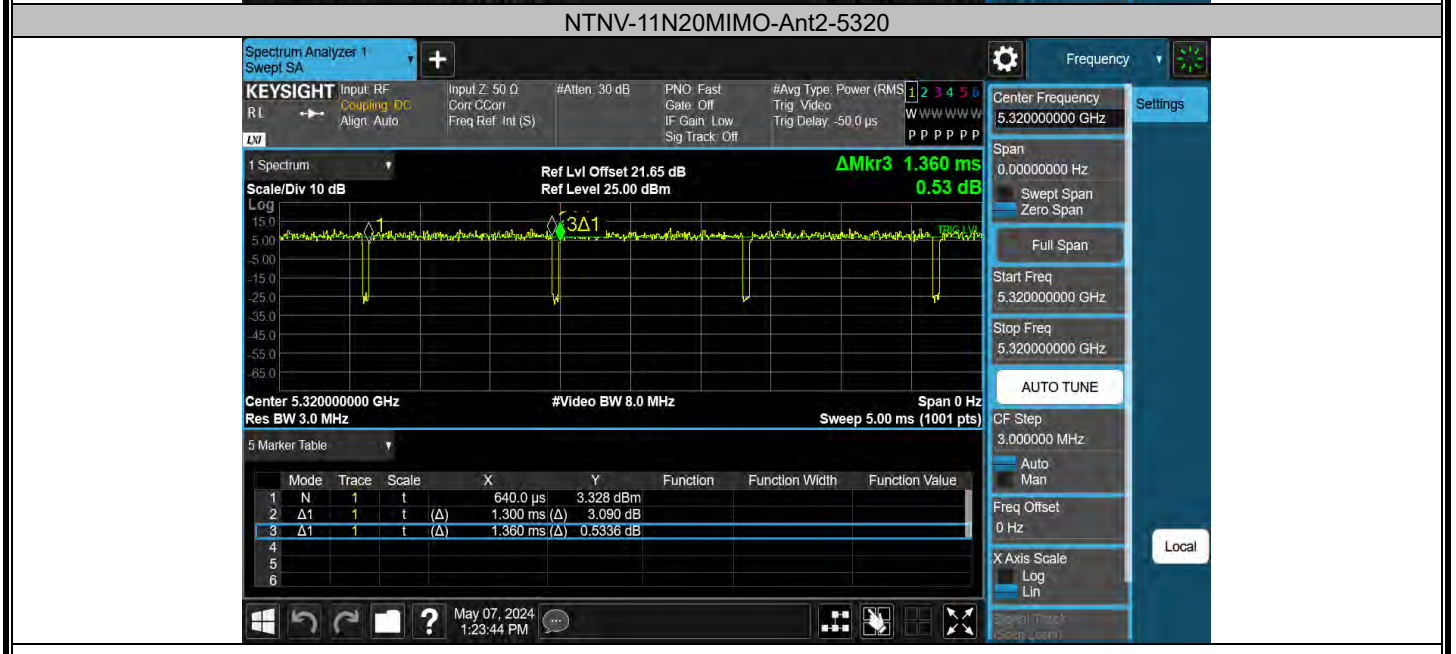 NTNV-11N20MIMO-Ant2-5320
Spectrum Analyzer 1
Swept SA
Frequency
KEYSIGHT
R L
LXI
Input: RF
Coupling: DC
Align: Auto
Input Z: 50 Ω
Corr CCorr
Freq Ref: Int (S)
#Atten: 30 dB
PNO: Fast
Gate: Off
IF Gain: Low
Sig Track: Off
#Avg Type: Power (RMS
Trig: Video
Trig Delay: -50.0 µs
1 2 3 4 5 6
W W W W W W
P P P P P P
1 Spectrum
Scale/Div 10 dB
Ref Lvl Offset 21.65 dB
Ref Level 25.00 dBm
ΔMkr3 1.360 ms
0.53 dB
Log
15.0
5.00
-5.00
-15.0
-25.0
-35.0
-45.0
-55.0
-65.0
1
3Δ1
TRIG LVL
Center 5.320000000 GHz
Res BW 3.0 MHz
#Video BW 8.0 MHz
Span 0 Hz
Sweep 5.00 ms (1001 pts)
5 Marker Table
Mode Trace Scale X Y Function Function Width Function Value
1 N 1 t 640.0 µs 3.328 dBm
2 Δ1 1 t (Δ) 1.300 ms (Δ) 3.090 dB
3 Δ1 1 t (Δ) 1.360 ms (Δ) 0.5336 dB
4
5
6
May 07, 2024
1:23:44 PM
Center Frequency
5.320000000 GHz
Settings
Span
0.00000000 Hz
Swept Span
Zero Span
Full Span
Start Freq
5.320000000 GHz
Stop Freq
5.320000000 GHz
AUTO TUNE
CF Step
3.000000 MHz
Auto
Man
Freq Offset
0 Hz
X Axis Scale
Log
Lin
Local
Signal Track
(Span Zoom)